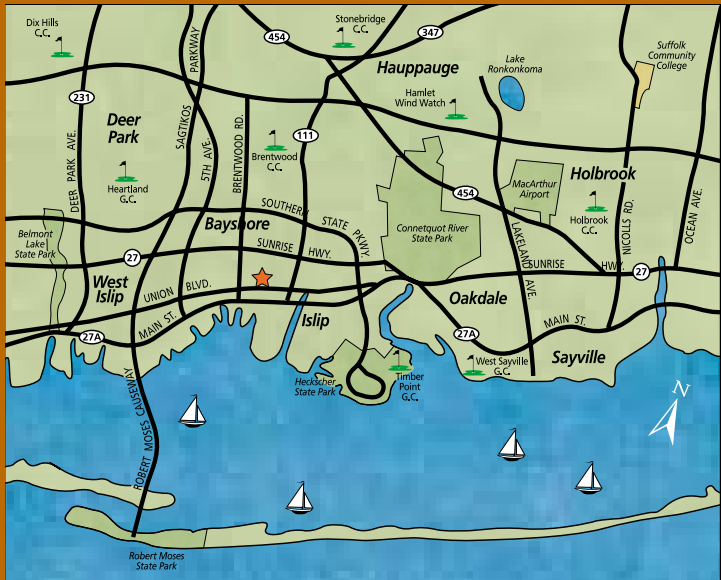 Dix Hills
C.C.
Stonebridge
C.C.
454
347
PARKWAY
Hauppauge
Lake
Ronkonkoma
Suffolk
Community
College
231
Deer
Park
Hamlet
Wind Watch
DEER PARK AVE.
SAGTIKOS
5TH AVE.
BRENTWOOD RD.
111
Brentwood
C.C.
Heartland
G.C.
MacArthur
Airport
Holbrook
454
Holbrook
C.C.
NICOLLS RD.
OCEAN AVE.
Belmont
Lake
State Park
Bayshore
SOUTHERN STATE PKWY.
Connetquot River
State Park
LAKELAND AVE.
27
SUNRISE HWY.
SUNRISE HWY.
27
West
Islip
UNION BLVD.
MAIN ST.
Islip
Oakdale
27A
27A
MAIN ST.
Sayville
West Sayville
G.C.
Heckscher
State Park
Timber
Point
G.C.
ROBERT MOSES CAUSEWAY
N
Robert Moses
State Park